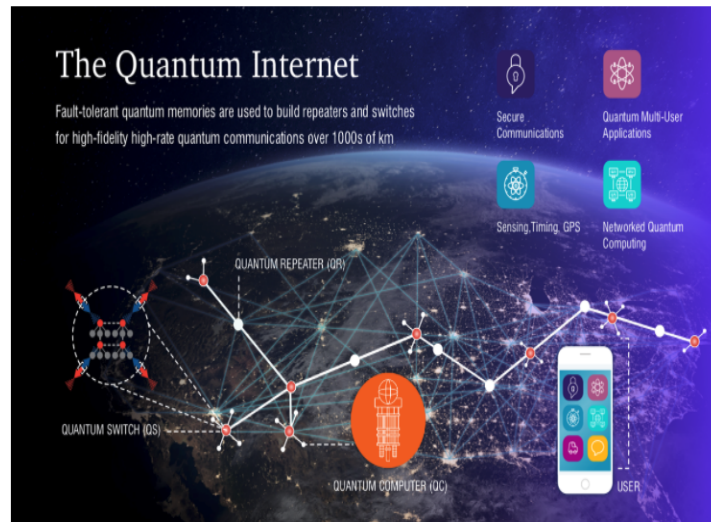 The Quantum Internet
Fault-tolerant quantum memories are used to build repeaters and switches
for high-fidelity high-rate quantum communications over 1000s of km
Secure
Communications
Quantum Multi-User
Applications
Sensing,Timing, GPS
Networked Quantum
Computing
QUANTUM REPEATER (QR)
QUANTUM SWITCH (QS)
QUANTUM COMPUTER (QC)
USER